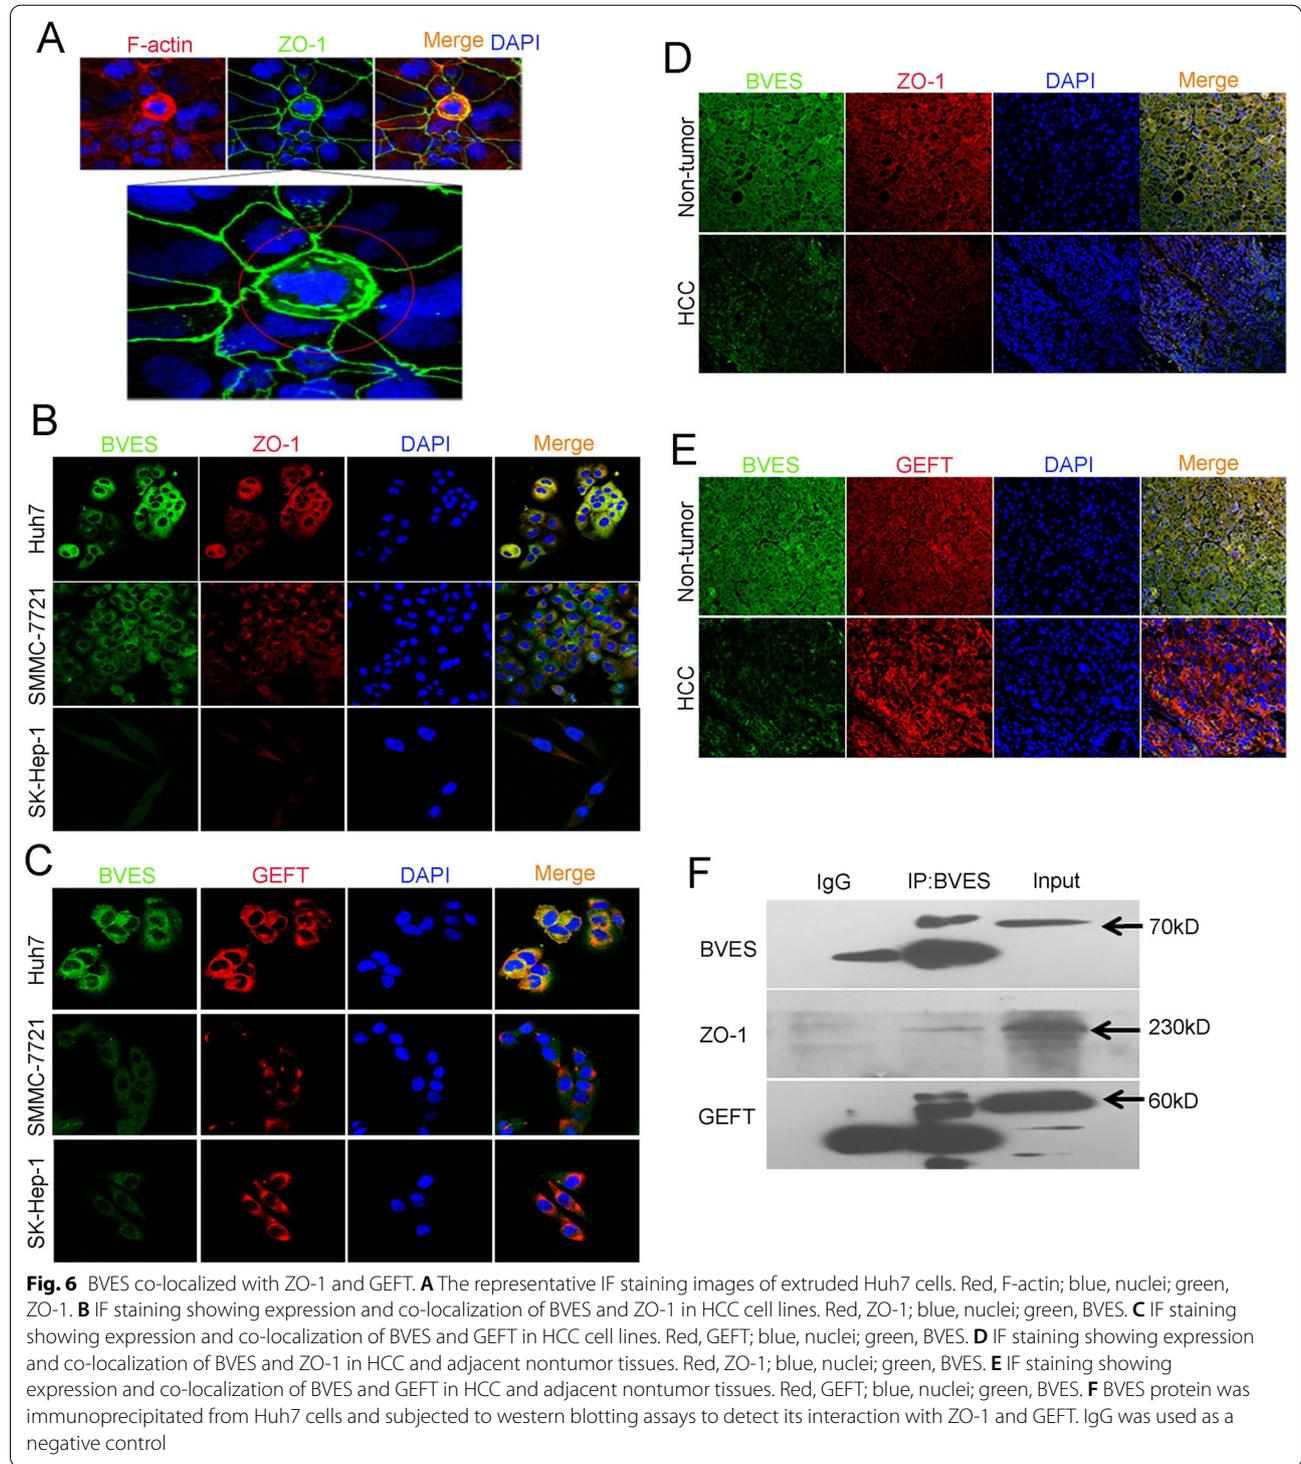 A
F-actin
ZO-1
Merge DAPI
B
BVES
ZO-1
DAPI
Merge
Huh7
SMMC-7721
SK-Hep-1
C
BVES
GEFT
DAPI
Merge
Huh7
SMMC-7721
SK-Hep-1
D
BVES
ZO-1
DAPI
Merge
Non-tumor
HCC
E
BVES
GEFT
DAPI
Merge
Non-tumor
HCC
F
IgG
IP:BVES
Input
BVES
70kD
ZO-1
230kD
GEFT
60kD
Fig. 6 BVES co-localized with ZO-1 and GEFT. A The representative IF staining images of extruded Huh7 cells. Red, F-actin; blue, nuclei; green,
ZO-1. B IF staining showing expression and co-localization of BVES and ZO-1 in HCC cell lines. Red, ZO-1; blue, nuclei; green, BVES. C IF staining
showing expression and co-localization of BVES and GEFT in HCC cell lines. Red, GEFT; blue, nuclei; green, BVES. D IF staining showing expression
and co-localization of BVES and ZO-1 in HCC and adjacent nontumor tissues. Red, ZO-1; blue, nuclei; green, BVES. E IF staining showing
expression and co-localization of BVES and GEFT in HCC and adjacent nontumor tissues. Red, GEFT; blue, nuclei; green, BVES. F BVES protein was
immunoprecipitated from Huh7 cells and subjected to western blotting assays to detect its interaction with ZO-1 and GEFT. IgG was used as a
negative control